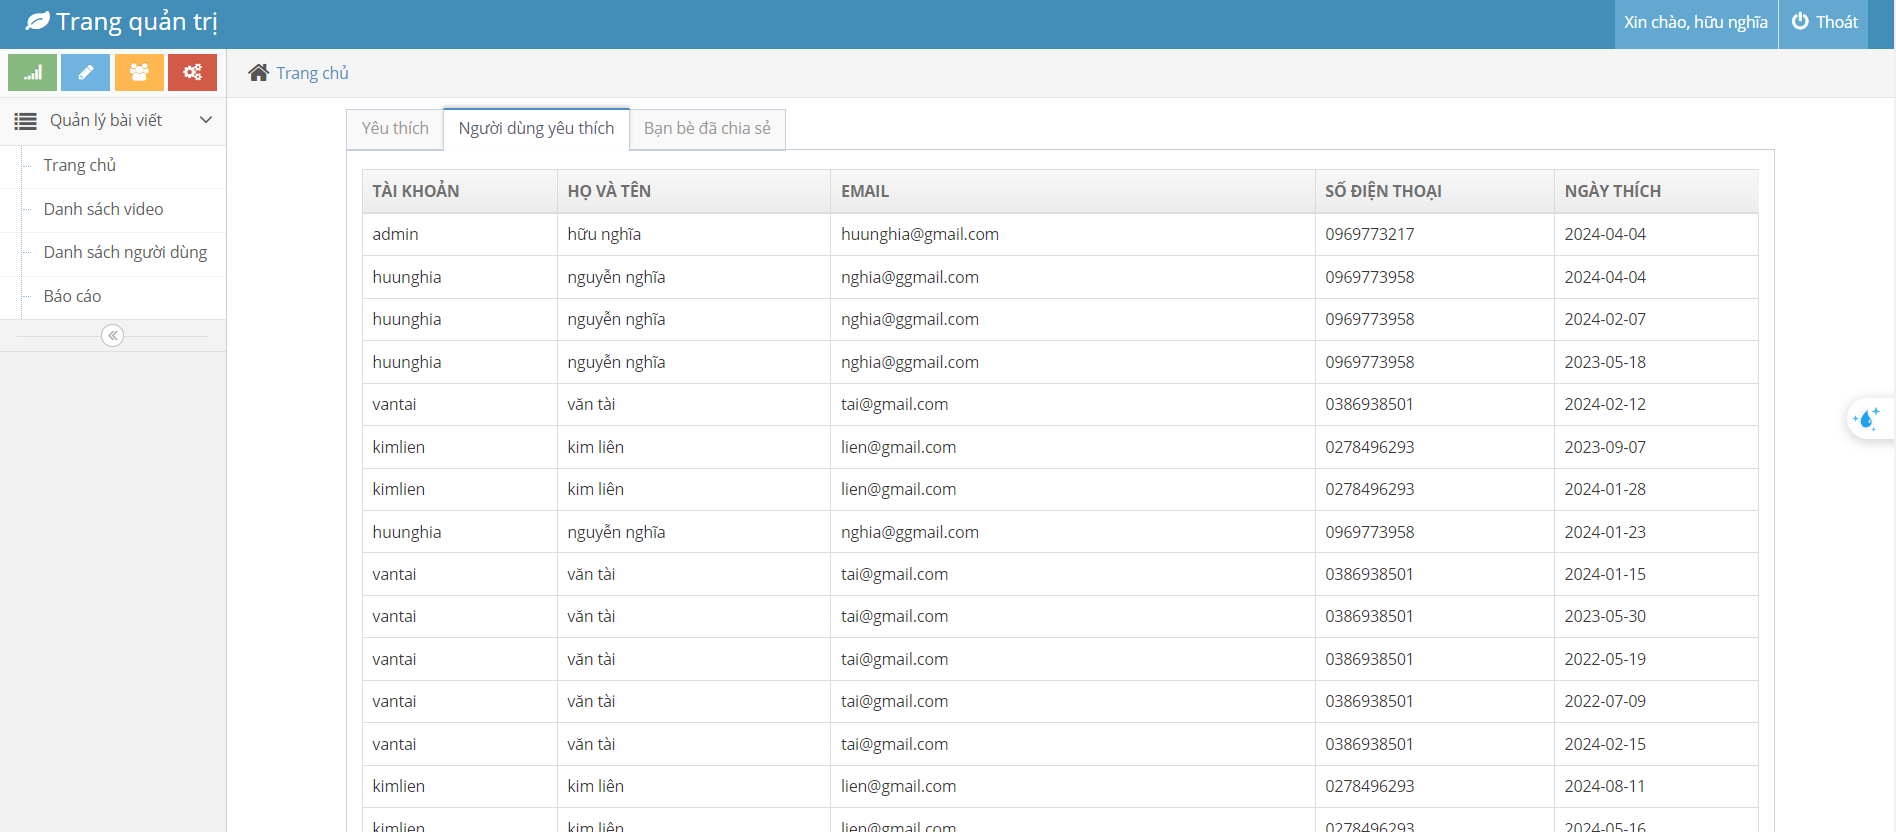 Trang quản trị
Xin chào, hữu nghĩa
Thoát
Trang chủ
Quản lý bài viết
Trang chủ
Danh sách video
Danh sách người dùng
Báo cáo
Yêu thích Người dùng yêu thích Bạn bè đã chia sẻ
TÀI KHOẢN HỌ VÀ TÊN EMAIL SỐ ĐIỆN THOẠI NGÀY THÍCH
admin hữu nghĩa huunghia@gmail.com 0969773217 2024-04-04
huunghia nguyễn nghĩa nghia@ggmail.com 0969773958 2024-04-04
huunghia nguyễn nghĩa nghia@ggmail.com 0969773958 2024-02-07
huunghia nguyễn nghĩa nghia@ggmail.com 0969773958 2023-05-18
vantai văn tài tai@gmail.com 0386938501 2024-02-12
kimlien kim liên lien@gmail.com 0278496293 2023-09-07
kimlien kim liên lien@gmail.com 0278496293 2024-01-28
huunghia nguyễn nghĩa nghia@ggmail.com 0969773958 2024-01-23
vantai văn tài tai@gmail.com 0386938501 2024-01-15
vantai văn tài tai@gmail.com 0386938501 2023-05-30
vantai văn tài tai@gmail.com 0386938501 2022-05-19
vantai văn tài tai@gmail.com 0386938501 2022-07-09
vantai văn tài tai@gmail.com 0386938501 2024-02-15
kimlien kim liên lien@gmail.com 0278496293 2024-08-11
kimlien kim liên lien@gmail.com 0278496293 2024-05-16